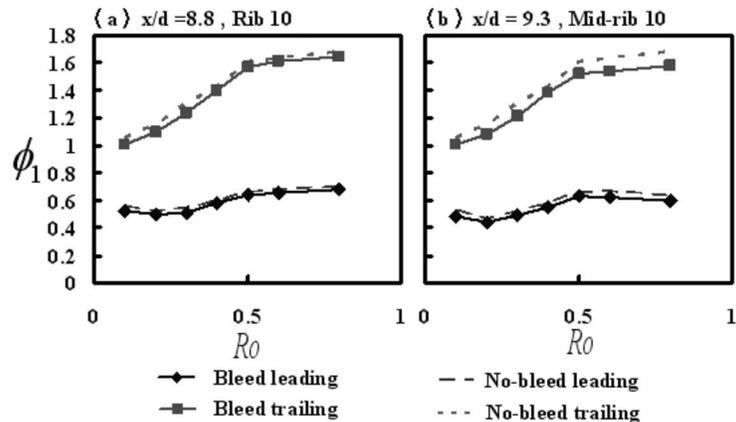 (a) x/d =8.8 , Rib 10
(b) x/d = 9.3 , Mid-rib 10
ϕ1
1.8
1.6
1.4
1.2
1
0.8
0.6
0.4
0.2
0
0 0.5 1
0 0.5 1
Ro
Ro
Bleed leading
No-bleed leading
Bleed trailing
No-bleed trailing